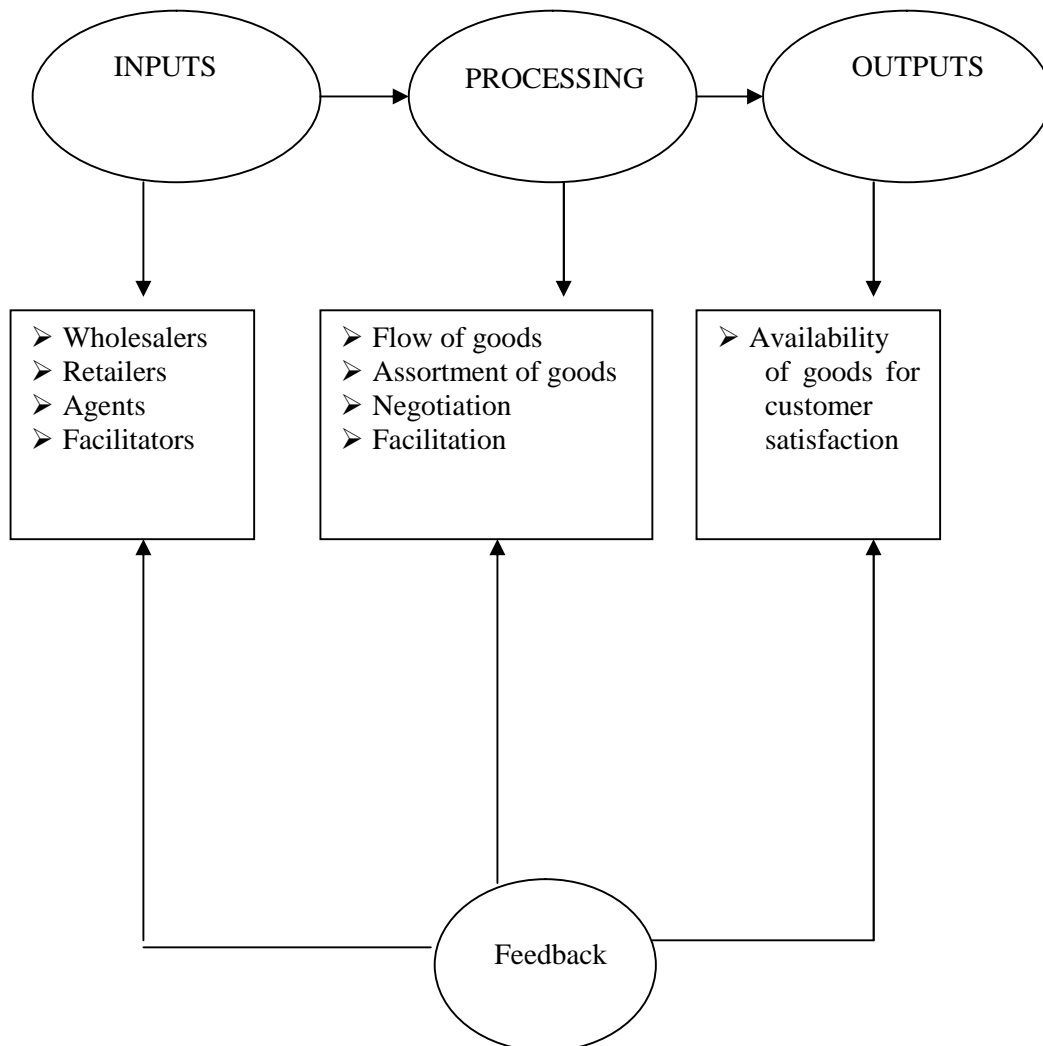 INPUTS
PROCESSING
OUTPUTS
➢ Wholesalers
➢ Retailers
➢ Agents
➢ Facilitators
➢ Flow of goods
➢ Assortment of goods
➢ Negotiation
➢ Facilitation
➢ Availability
of goods for
customer
satisfaction
Feedback